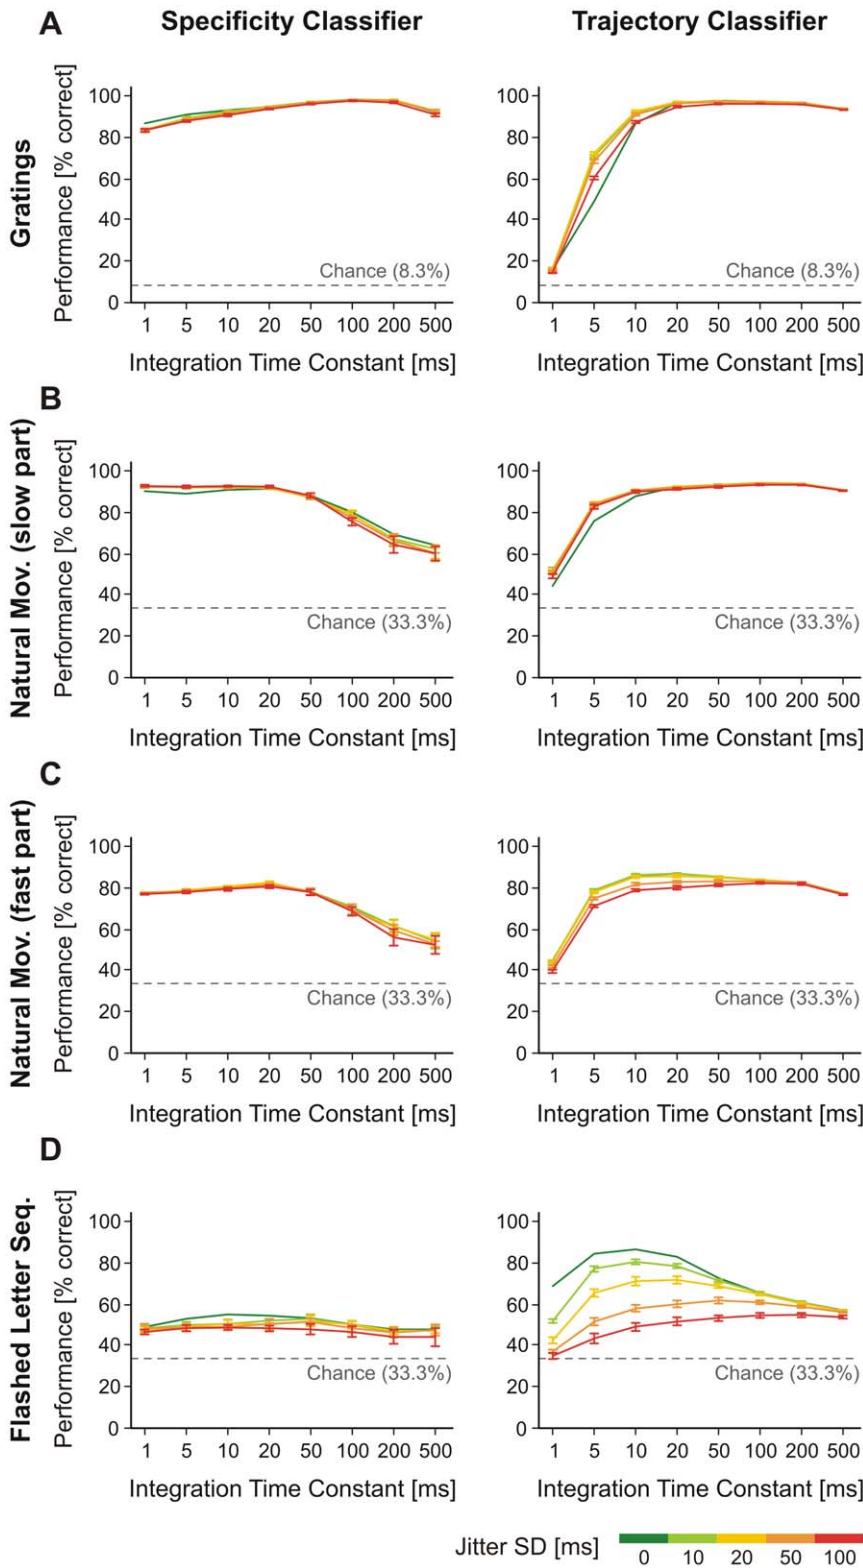 A
Specificity Classifier
Trajectory Classifier
Gratings
Performance [% correct]
100
80
60
40
20
0
Chance (8.3%)
1 5 10 20 50 100 200 500
Integration Time Constant [ms]
Performance [% correct]
100
80
60
40
20
0
Chance (8.3%)
1 5 10 20 50 100 200 500
Integration Time Constant [ms]
B
Natural Mov. (slow part)
Performance [% correct]
100
80
60
40
20
0
Chance (33.3%)
1 5 10 20 50 100 200 500
Integration Time Constant [ms]
Performance [% correct]
100
80
60
40
20
0
Chance (33.3%)
1 5 10 20 50 100 200 500
Integration Time Constant [ms]
C
Natural Mov. (fast part)
Performance [% correct]
100
80
60
40
20
0
Chance (33.3%)
1 5 10 20 50 100 200 500
Integration Time Constant [ms]
Performance [% correct]
100
80
60
40
20
0
Chance (33.3%)
1 5 10 20 50 100 200 500
Integration Time Constant [ms]
D
Flashed Letter Seq.
Performance [% correct]
100
80
60
40
20
0
Chance (33.3%)
1 5 10 20 50 100 200 500
Integration Time Constant [ms]
Performance [% correct]
100
80
60
40
20
0
Chance (33.3%)
1 5 10 20 50 100 200 500
Integration Time Constant [ms]
Jitter SD [ms]
0 10 20 50 100